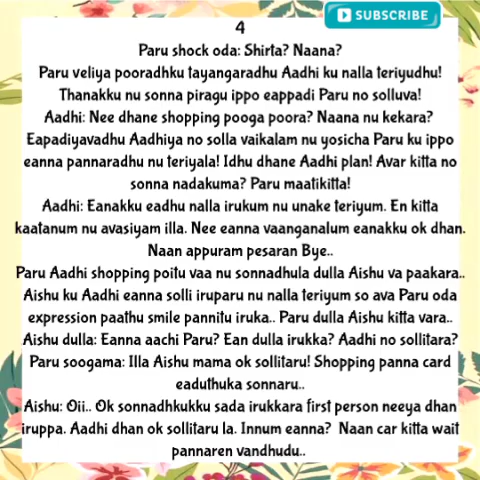 SUBSCRIBE
4
Paru shock oda: Shirta? Naana?
Paru veliya pooradhku tayangaradhu Aadhi ku nalla teriyudhu!
Thanakku nu sonna piragu ippo eappadi Paru no solluva!
Aadhi: Nee dhane shopping pooga poora? Naana nu kekara?
Eapadiyavadhu Aadhiya no solla vaikalam nu yosicha Paru ku ippo
eanna pannaradhu nu teriyala! Idhu dhane Aadhi plan! Avar kitta no
sonna nadakuma? Paru maatikitta!
Aadhi: Eanakku eadhu nalla irukum nu unake teriyum. En kitta
kaatanum nu avasiyam illa. Nee eanna vaanganalum eanakku ok dhan.
Naan appuram pesaran Bye..
Paru Aadhi shopping poitu vaa nu sonnadhula dulla Aishu va paakara..
Aishu ku Aadhi eanna solli iruparu nu nalla teriyum so ava Paru oda
expression paathu smile pannitu iruka.. Paru dulla Aishu kitta vara..
Aishu dulla: Eanna aachi Paru? Ean dulla irukka? Aadhi no sollitara?
Paru soogama: Illa Aishu mama ok sollitaru! Shopping panna card
eaduthuka sonnaru..
Aishu: Oii.. Ok sonnadhkukku sada irukkara first person neeya dhan
iruppa. Aadhi dhan ok sollitaru la. Innum eanna? Naan car kitta wait
pannaren vandhudu..